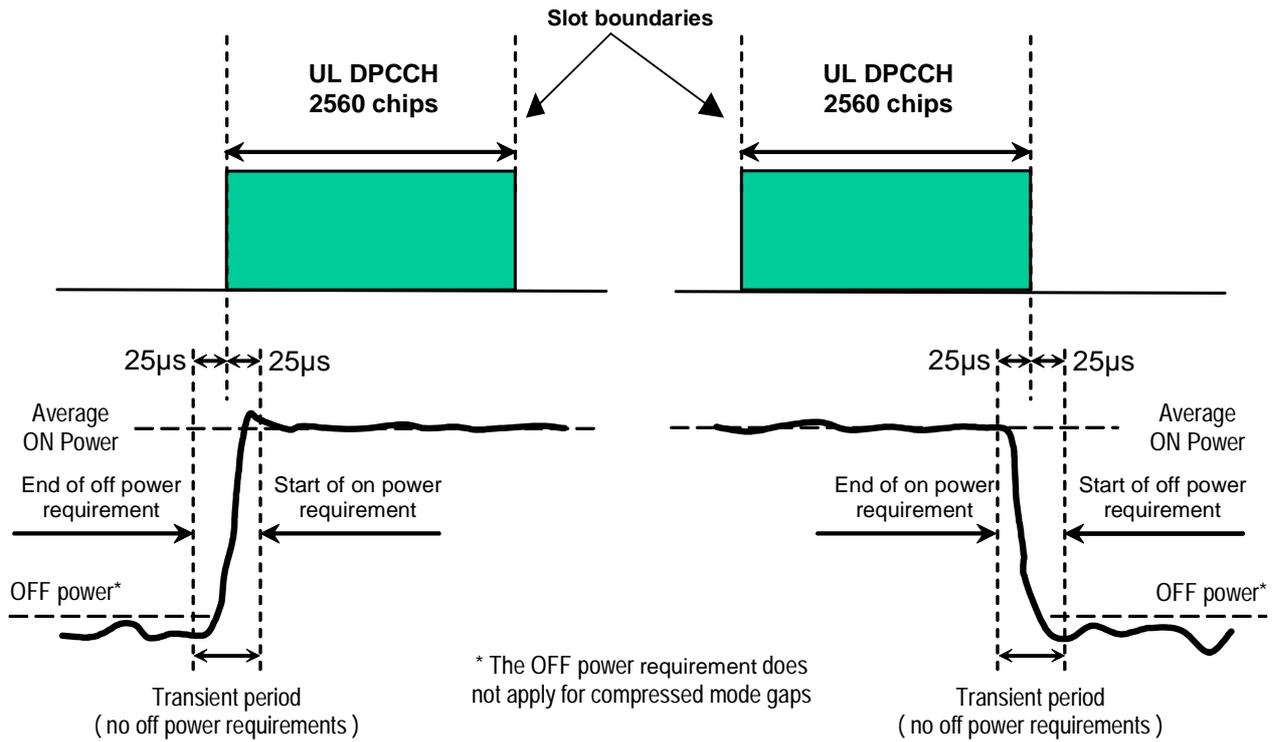 Slot boundaries
UL DPCCH
2560 chips
UL DPCCH
2560 chips
25µs
25µs
25µs
25µs
Average
ON Power
Average
ON Power
End of off power
requirement
Start of on power
requirement
End of on power
requirement
Start of off power
requirement
OFF power*
OFF power*
* The OFF power requirement does
not apply for compressed mode gaps
Transient period
( no off power requirements )
Transient period
( no off power requirements )